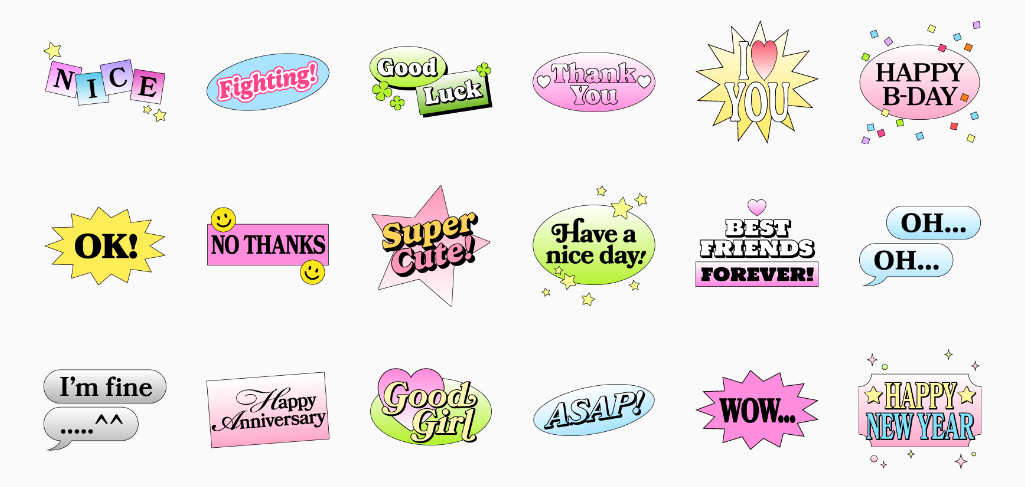 NICE
Fighting!
Good
Luck
Thank
You
I
YOU
HAPPY
B-DAY
OK!
NO THANKS
Super
Cute!
Have a
nice day!
BEST
FRIENDS
FOREVER!
OH...
OH...
I'm fine
.....^^
Happy
Anniversary
Good
Girl
ASAP!
WOW...
HAPPY
NEW YEAR